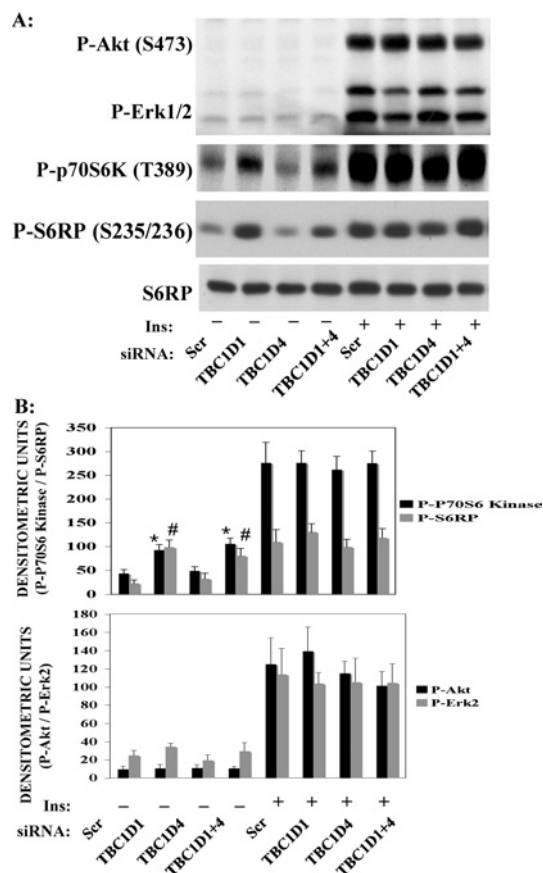 A:
P-Akt (S473)
P-Erk1/2
P-p70S6K (T389)
P-S6RP (S235/236)
S6RP
Ins: – – – – + + + +
siRNA: Scr TBC1D1 TBC1D4 TBC1D1+4 Scr TBC1D1 TBC1D4 TBC1D1+4
B:
DENSITOMETRIC UNITS
(P-P70S6 Kinase / P-S6RP)
350
300
250
200
150
100
50
0
* # * #
P-P70S6 Kinase
P-S6RP
DENSITOMETRIC UNITS
(P-Akt / P-Erk2)
180
160
140
120
100
80
60
40
20
0
P-Akt
P-Erk2
Ins: – – – – + + + +
siRNA: Scr TBC1D1 TBC1D4 TBC1D1+4 Scr TBC1D1 TBC1D4 TBC1D1+4